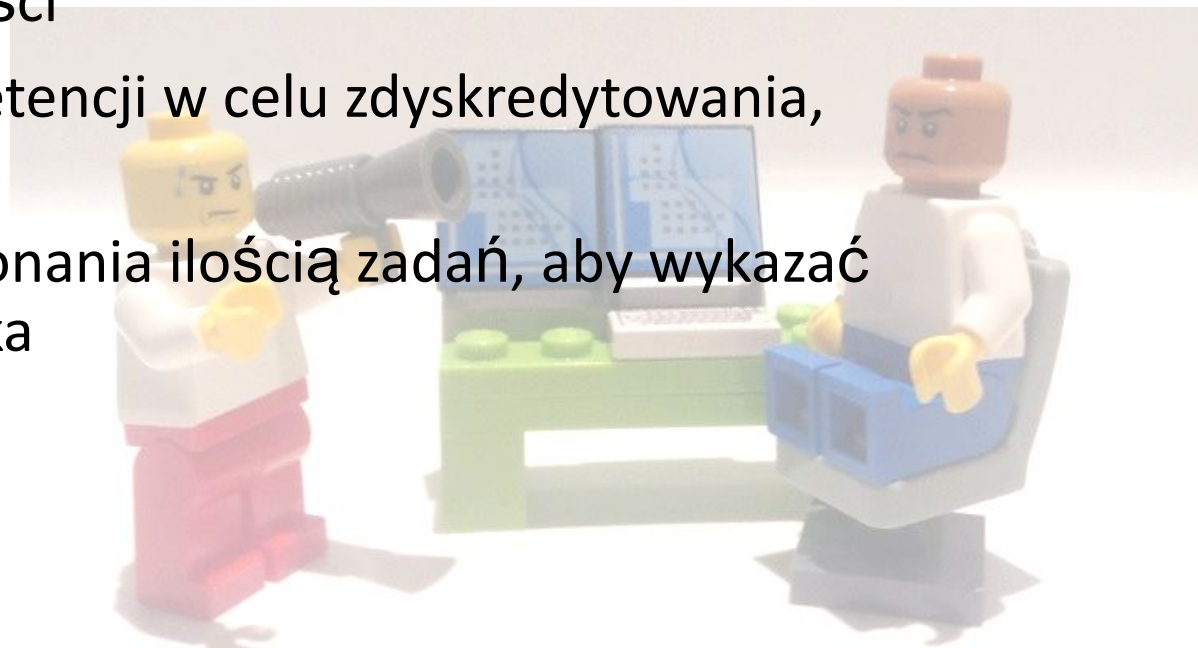 ści
etencji w celu zdyskredytowania,
onania ilością zadań, aby wykazać
ka